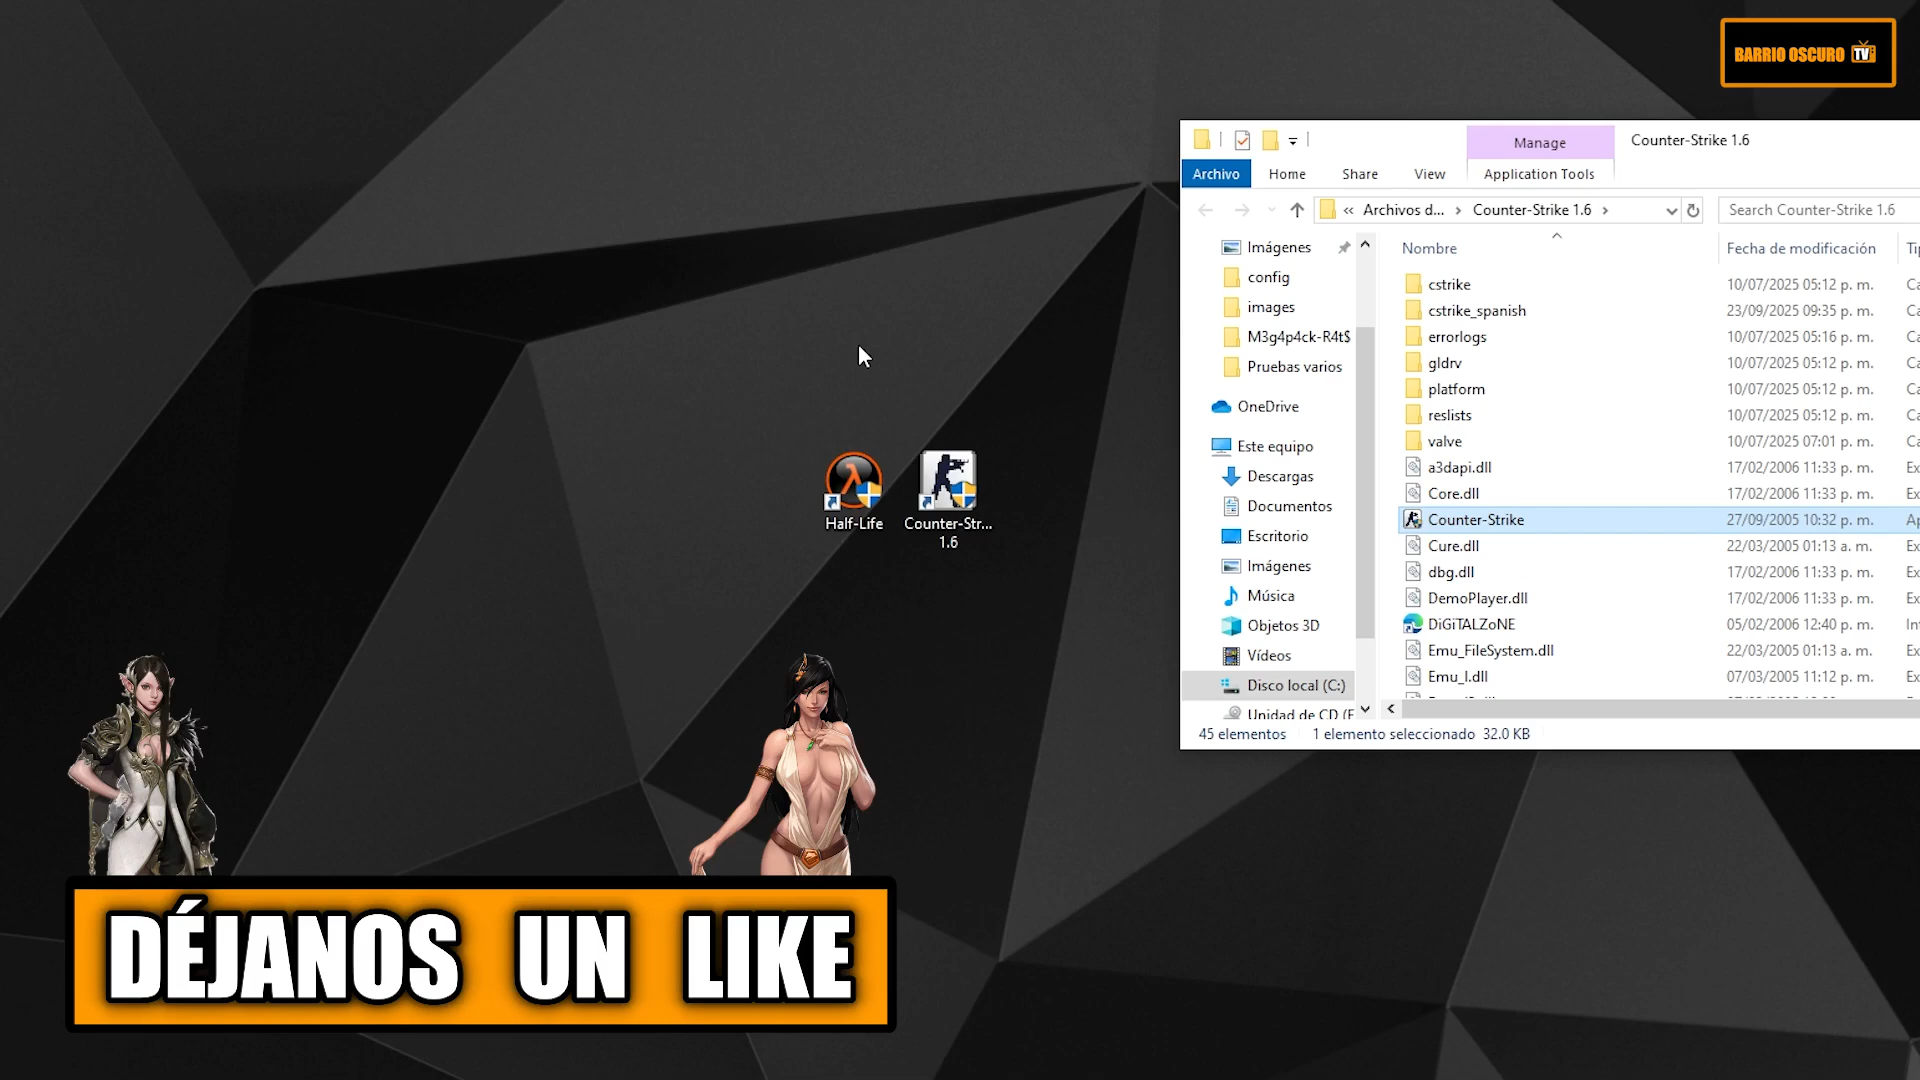 BARRIO OSCURO TV
Manage
Counter-Strike 1.6
Archivo
Home
Share
View
Application Tools
« Archivos d... › Counter-Strike 1.6 ›
Search Counter-Strike 1.6
Imágenes
config
images
M3g4p4ck-R4t$
Pruebas varios
OneDrive
Este equipo
Descargas
Documentos
Escritorio
Imágenes
Música
Objetos 3D
Vídeos
Disco local (C:)
Unidad de CD (
Nombre
Fecha de modificación
cstrike 10/07/2025 05:12 p. m.
cstrike_spanish 23/09/2025 09:35 p. m.
errorlogs 10/07/2025 05:16 p. m.
gldrv 10/07/2025 05:12 p. m.
platform 10/07/2025 05:12 p. m.
reslists 10/07/2025 05:12 p. m.
valve 10/07/2025 07:01 p. m.
a3dapi.dll 17/02/2006 11:33 p. m.
Core.dll 17/02/2006 11:33 p. m.
Counter-Strike 27/09/2005 10:32 p. m.
Cure.dll 22/03/2005 01:13 a. m.
dbg.dll 17/02/2006 11:33 p. m.
DemoPlayer.dll 17/02/2006 11:33 p. m.
DiGiTALZoNE 05/02/2006 12:40 p. m.
Emu_FileSystem.dll 22/03/2005 01:13 a. m.
Emu_I.dll 07/03/2005 11:12 p. m.
45 elementos
1 elemento seleccionado 32.0 KB
Half-Life
Counter-Str...
1.6
DÉJANOS UN LIKE